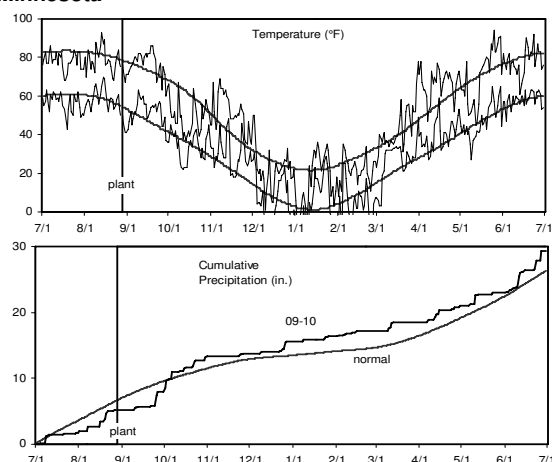 Minnesota
100
Temperature (°F)
80
60
40
20
plant
0
7/1 8/1 9/1 10/1 11/1 12/1 1/1 2/1 3/1 4/1 5/1 6/1 7/1
30
Cumulative
Precipitation (in.)
20
09-10
normal
10
plant
0
7/1 8/1 9/1 10/1 11/1 12/1 1/1 2/1 3/1 4/1 5/1 6/1 7/1